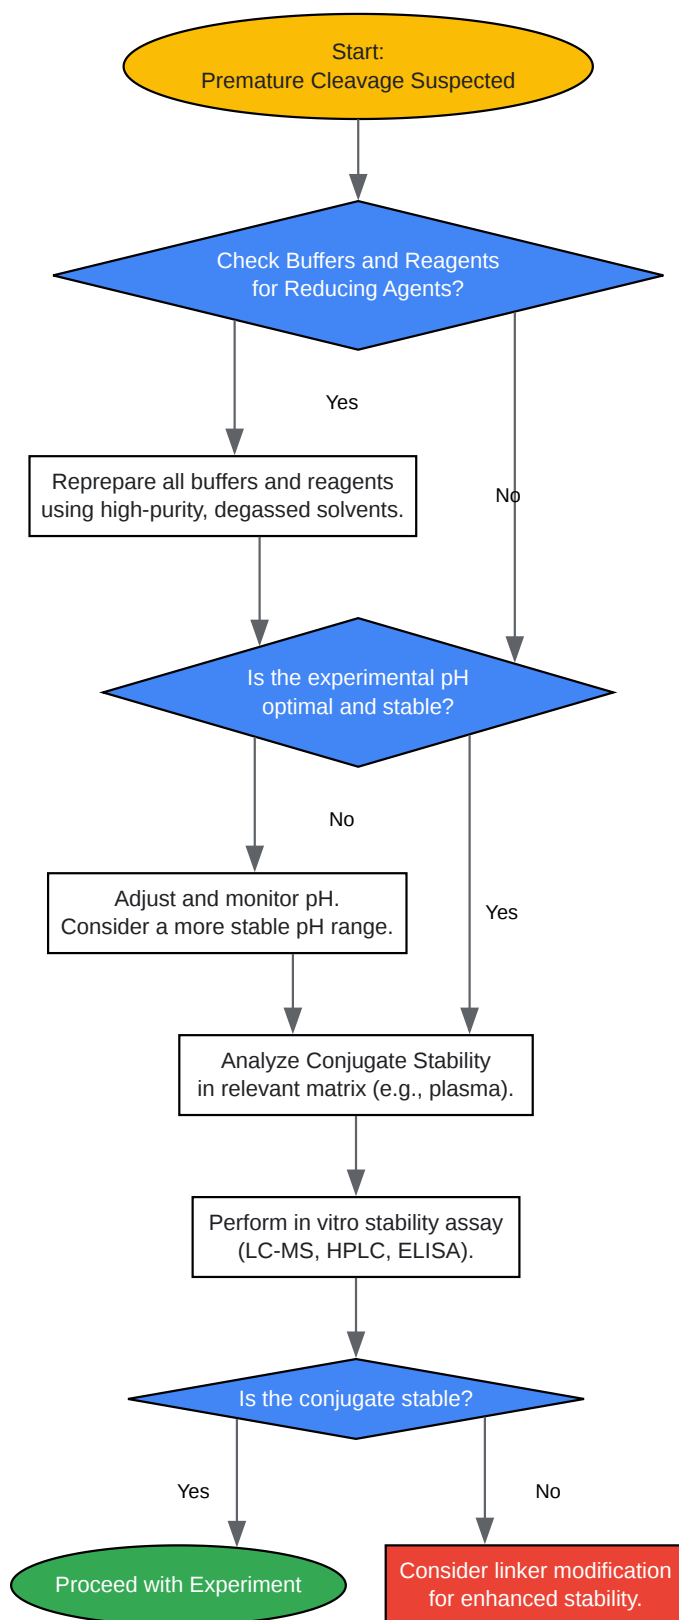 Start:
Premature Cleavage Suspected
Check Buffers and Reagents
for Reducing Agents?
Yes
Reprepare all buffers and reagents
using high-purity, degassed solvents.
No
Is the experimental pH
optimal and stable?
No
Adjust and monitor pH.
Consider a more stable pH range.
Yes
Analyze Conjugate Stability
in relevant matrix (e.g., plasma).
Perform in vitro stability assay
(LC-MS, HPLC, ELISA).
Is the conjugate stable?
Yes
No
Proceed with Experiment
Consider linker modification
for enhanced stability.